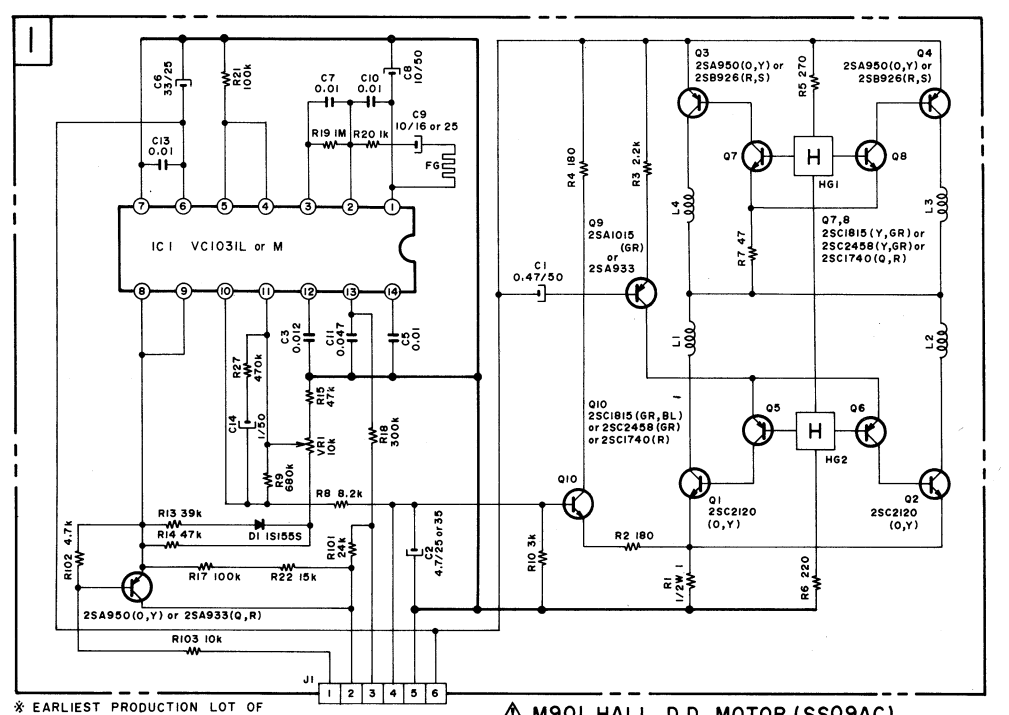 I
C6
33/25
R21
100k
C7
0.01
C10
0.01
C8
10/50
C9
10/16 or 25
R19 1M
R20 1k
FG
C13
0.01
7
6
5
4
3
2
1
IC I VC1031L or M
8
9
10
11
12
13
14
C3
0.012
C11
0.047
C5
0.01
R27
470k
C14
1/50
R15
47k
VR1
10k
R18
300k
R9
680k
R8 8.2k
R13 39k
D1 1S1555
R14 47k
R102 4.7k
R17 100k
R22 15k
R101
24k
C2
4.7/25 or 35
R10 3k
2SA950(O,Y) or 2SA933(Q,R)
R103 10k
J1
1
2
3
4
5
6
Q3
2SA950(O,Y) or
2SB926(R,S)
Q4
2SA950(O,Y) or
2SB926(R,S)
R5 270
R4 180
R3 2.2k
Q7
H
Q8
HG1
L4
L3
Q7,8
2SC1815(Y,GR) or
2SC2458(Y,GR)or
2SC1740(Q,R)
R7 47
Q9
2SA1015
(GR)
or
2SA933
C1
0.47/50
L1
L2
Q10
2SC1815(GR,BL)
or 2SC2458(GR)
or 2SC1740(R)
Q5
H
Q6
HG2
Q10
Q1
2SC2120
(O,Y)
Q2
2SC2120
(O,Y)
R2 180
R1
1/2W 1
R6 220
※ EARLIEST PRODUCTION LOT OF
⚠ M901 HALL D.D. MOTOR (SS09AC)